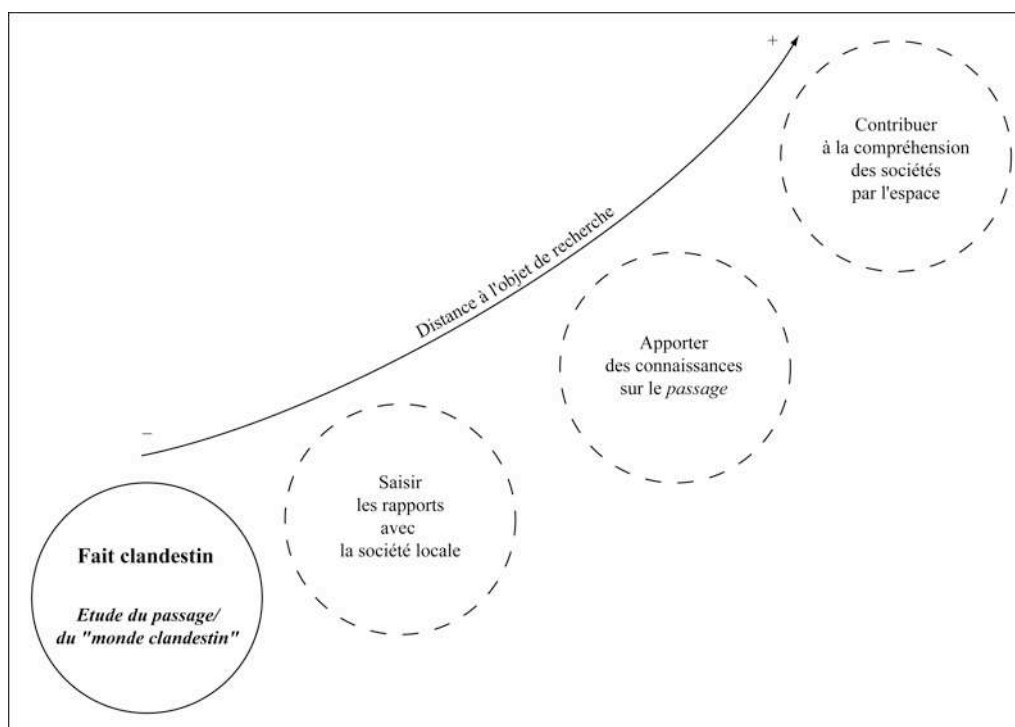 +
Contribuer
à la compréhension
des sociétés
par l'espace
Distance à l'objet de recherche
Apporter
des connaissances
sur le passage
−
Saisir
les rapports
avec
la société locale
Fait clandestin
Etude du passage/
du "monde clandestin"